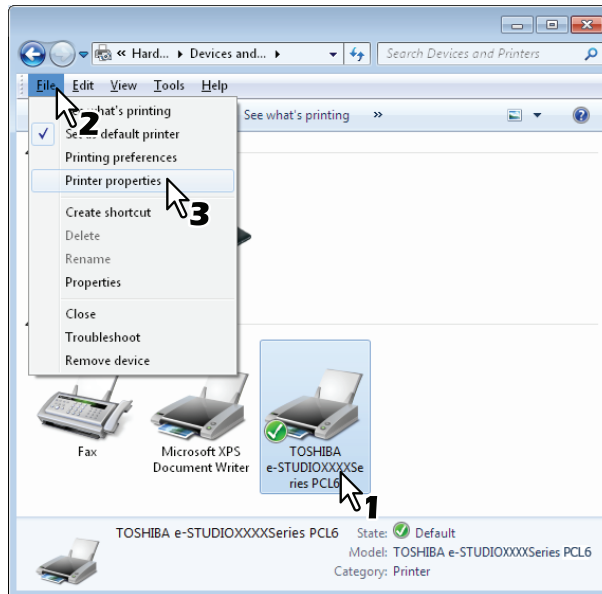 « Hard... Devices and... Search Devices and Printers
File Edit View Tools Help
what's printing
See what's printing »
2
Set as default printer
Printing preferences
Printer properties
3
Create shortcut
Delete
Rename
Properties
Close
Troubleshoot
Remove device
Fax
Microsoft XPS
Document Writer
TOSHIBA
e-STUDIOXXXXSe
ries PCL6
1
TOSHIBA e-STUDIOXXXXSeries PCL6 State: Default
Model: TOSHIBA e-STUDIOXXXXSeries PCL6
Category: Printer